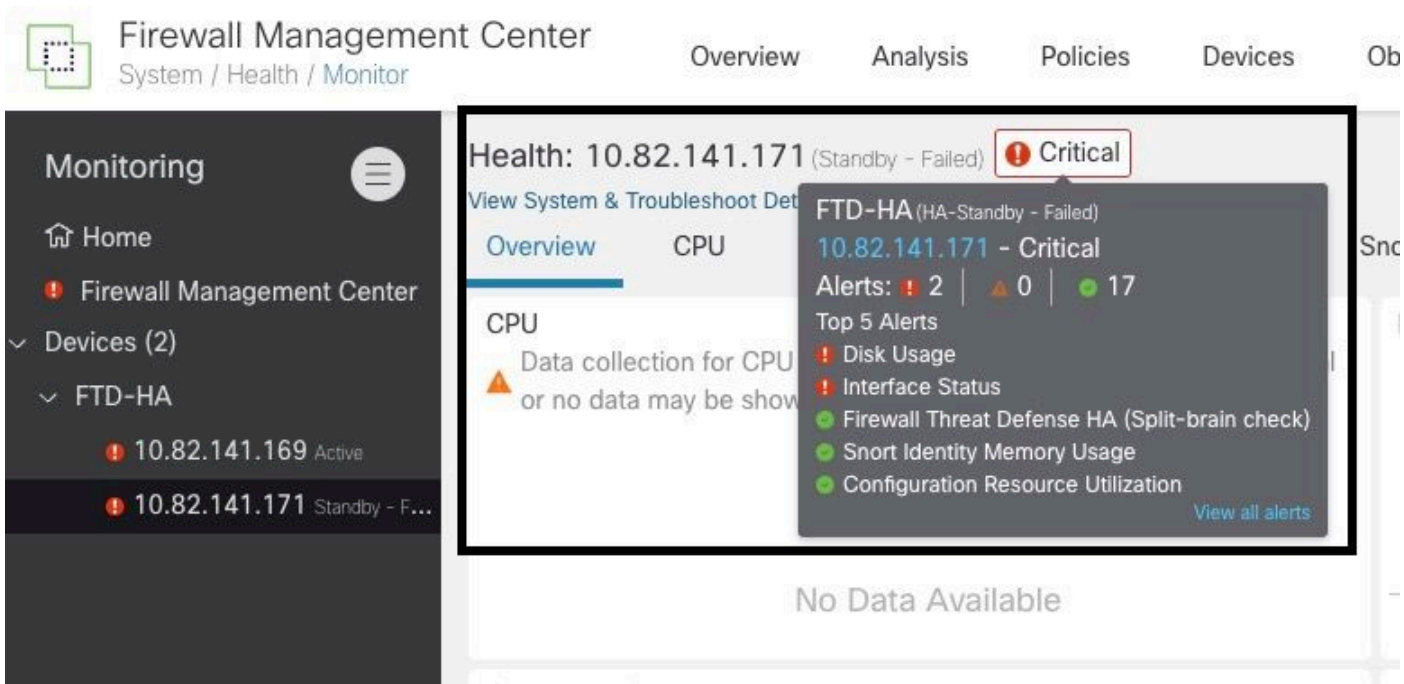 Firewall Management Center
System / Health / Monitor
Overview Analysis Policies Devices Ob
Monitoring
Home
Firewall Management Center
Devices (2)
FTD-HA
10.82.141.169 Active
10.82.141.171 Standby - F...
Health: 10.82.141.171 (Standby - Failed) Critical
View System & Troubleshoot Det
Overview CPU Sno
CPU
Data collection for CPU
or no data may be show
FTD-HA (HA-Standby - Failed)
10.82.141.171 - Critical
Alerts: 2 | 0 | 17
Top 5 Alerts
Disk Usage
Interface Status
Firewall Threat Defense HA (Split-brain check)
Snort Identity Memory Usage
Configuration Resource Utilization
View all alerts
No Data Available